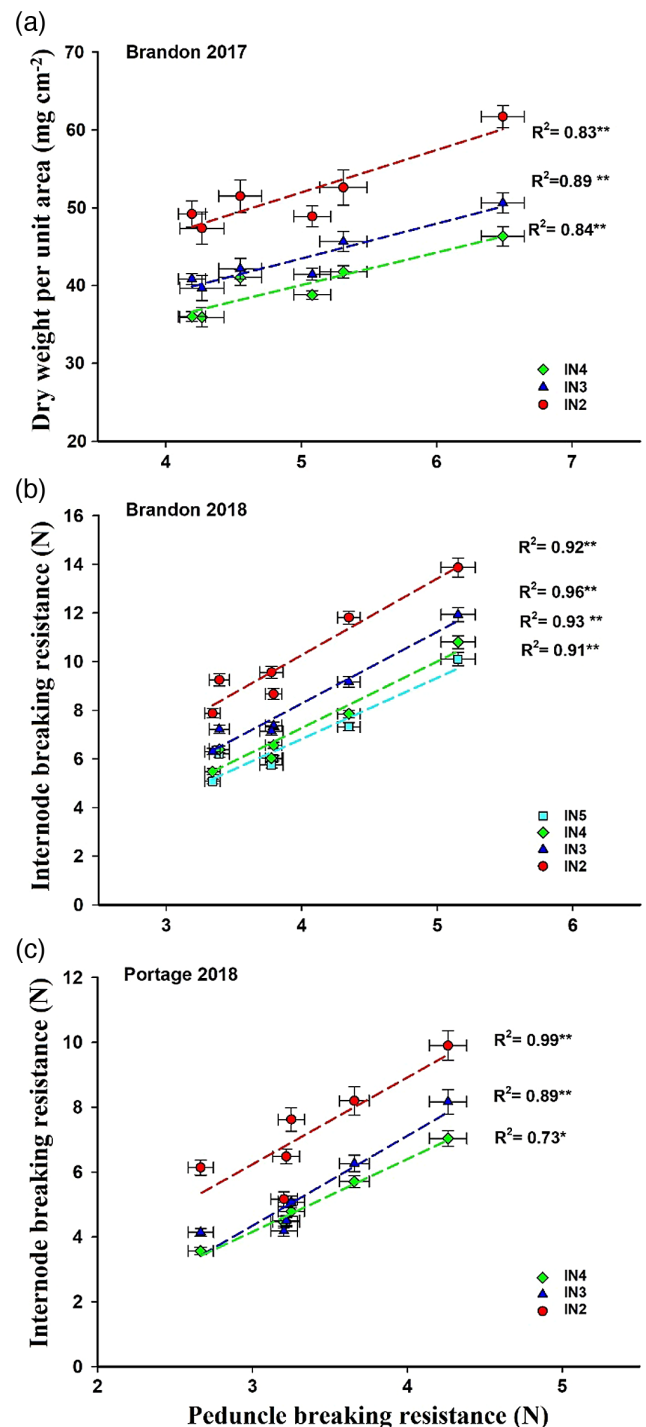 (a)
Brandon 2017
Dry weight per unit area (mg cm⁻²)
70
60
50
40
30
20
R²= 0.83**
R²=0.89 **
R²= 0.84**
IN4
IN3
IN2
4 5 6 7
(b)
Brandon 2018
Internode breaking resistance (N)
16
14
12
10
8
6
4
2
0
R²= 0.92**
R²= 0.96**
R²= 0.93 **
R²= 0.91**
IN5
IN4
IN3
IN2
3 4 5 6
(c)
Portage 2018
Internode breaking resistance (N)
12
10
8
6
4
2
0
R²= 0.99**
R²= 0.89**
R²= 0.73*
IN4
IN3
IN2
2 3 4 5
Peduncle breaking resistance (N)